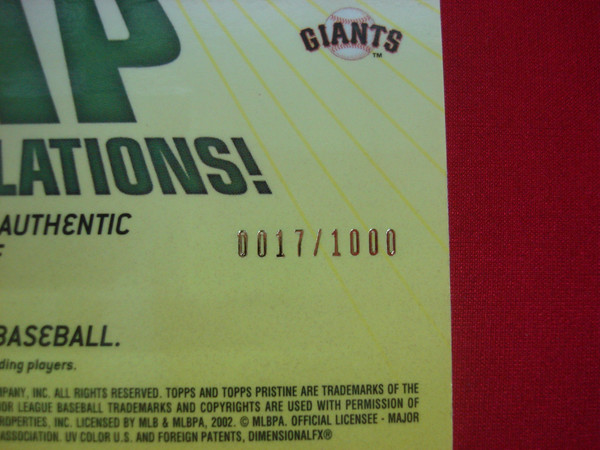 GIANTS
TM
LATIONS!
AUTHENTIC
0017/1000
BASEBALL.
ding players.
MPANY, INC. ALL RIGHTS RESERVED. TOPPS AND TOPPS PRISTINE ARE TRADEMARKS OF THE
OR LEAGUE BASEBALL TRADEMARKS AND COPYRIGHTS ARE USED WITH PERMISSION OF
ROPERTIES, INC. LICENSED BY MLB & MLBPA, 2002. © MLBPA. OFFICIAL LICENSEE - MAJOR
ASSOCIATION. UV COLOR U.S. AND FOREIGN PATENTS, DIMENSIONALFX®